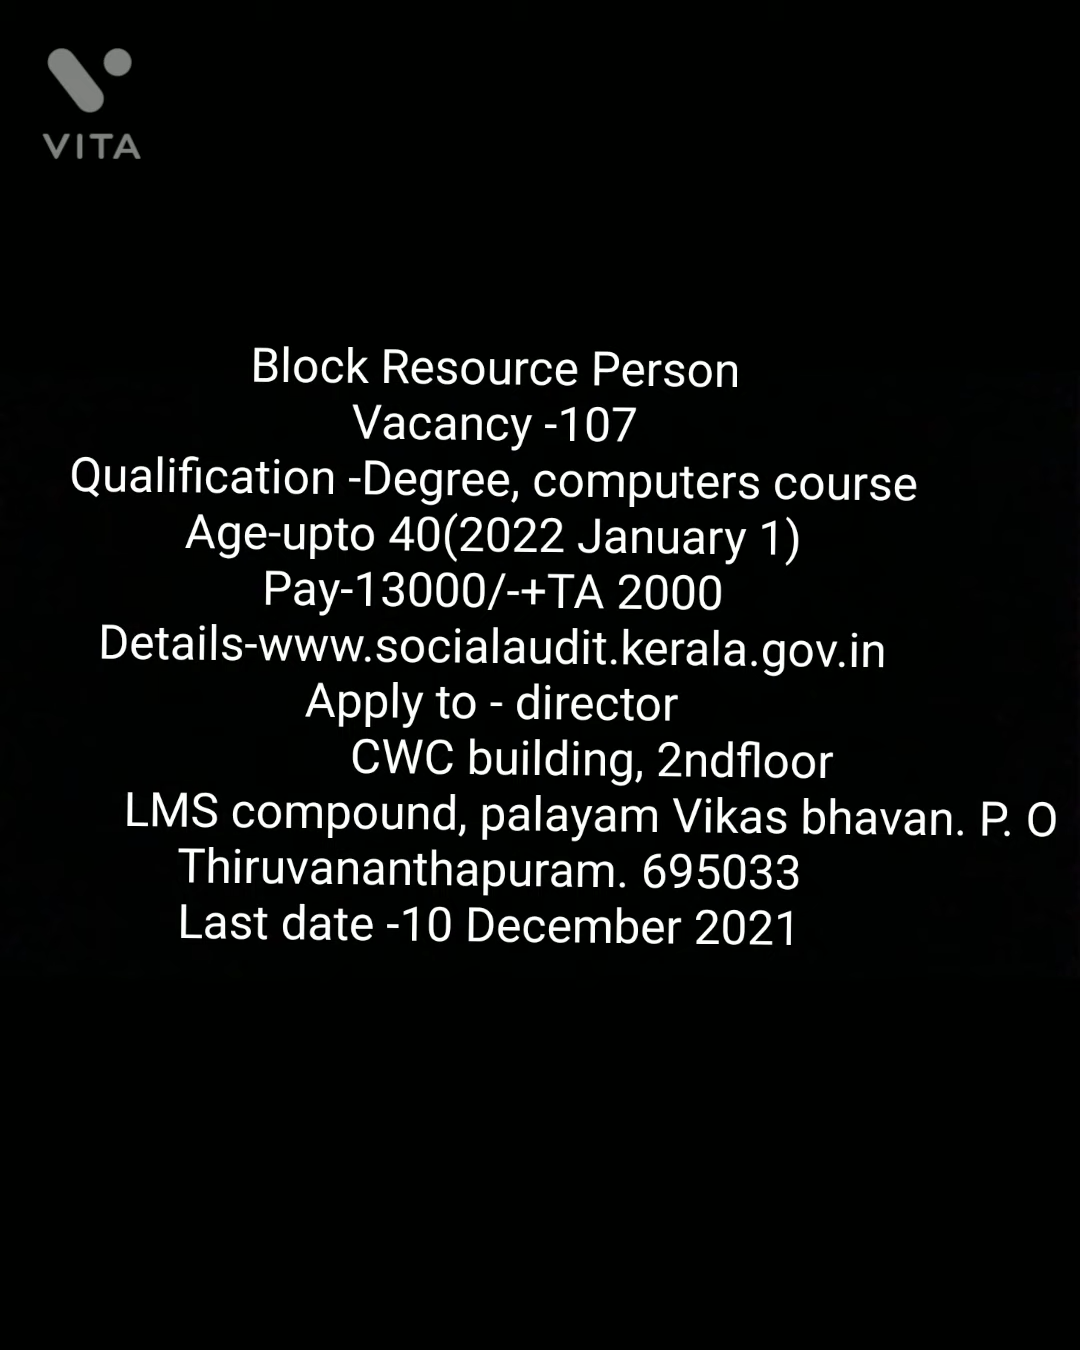 VITA
Block Resource Person
Vacancy -107
Qualification -Degree, computers course
Age-upto 40(2022 January 1)
Pay-13000/-+TA 2000
Details-www.socialaudit.kerala.gov.in
Apply to - director
CWC building, 2ndfloor
LMS compound, palayam Vikas bhavan. P. O
Thiruvananthapuram. 695033
Last date -10 December 2021